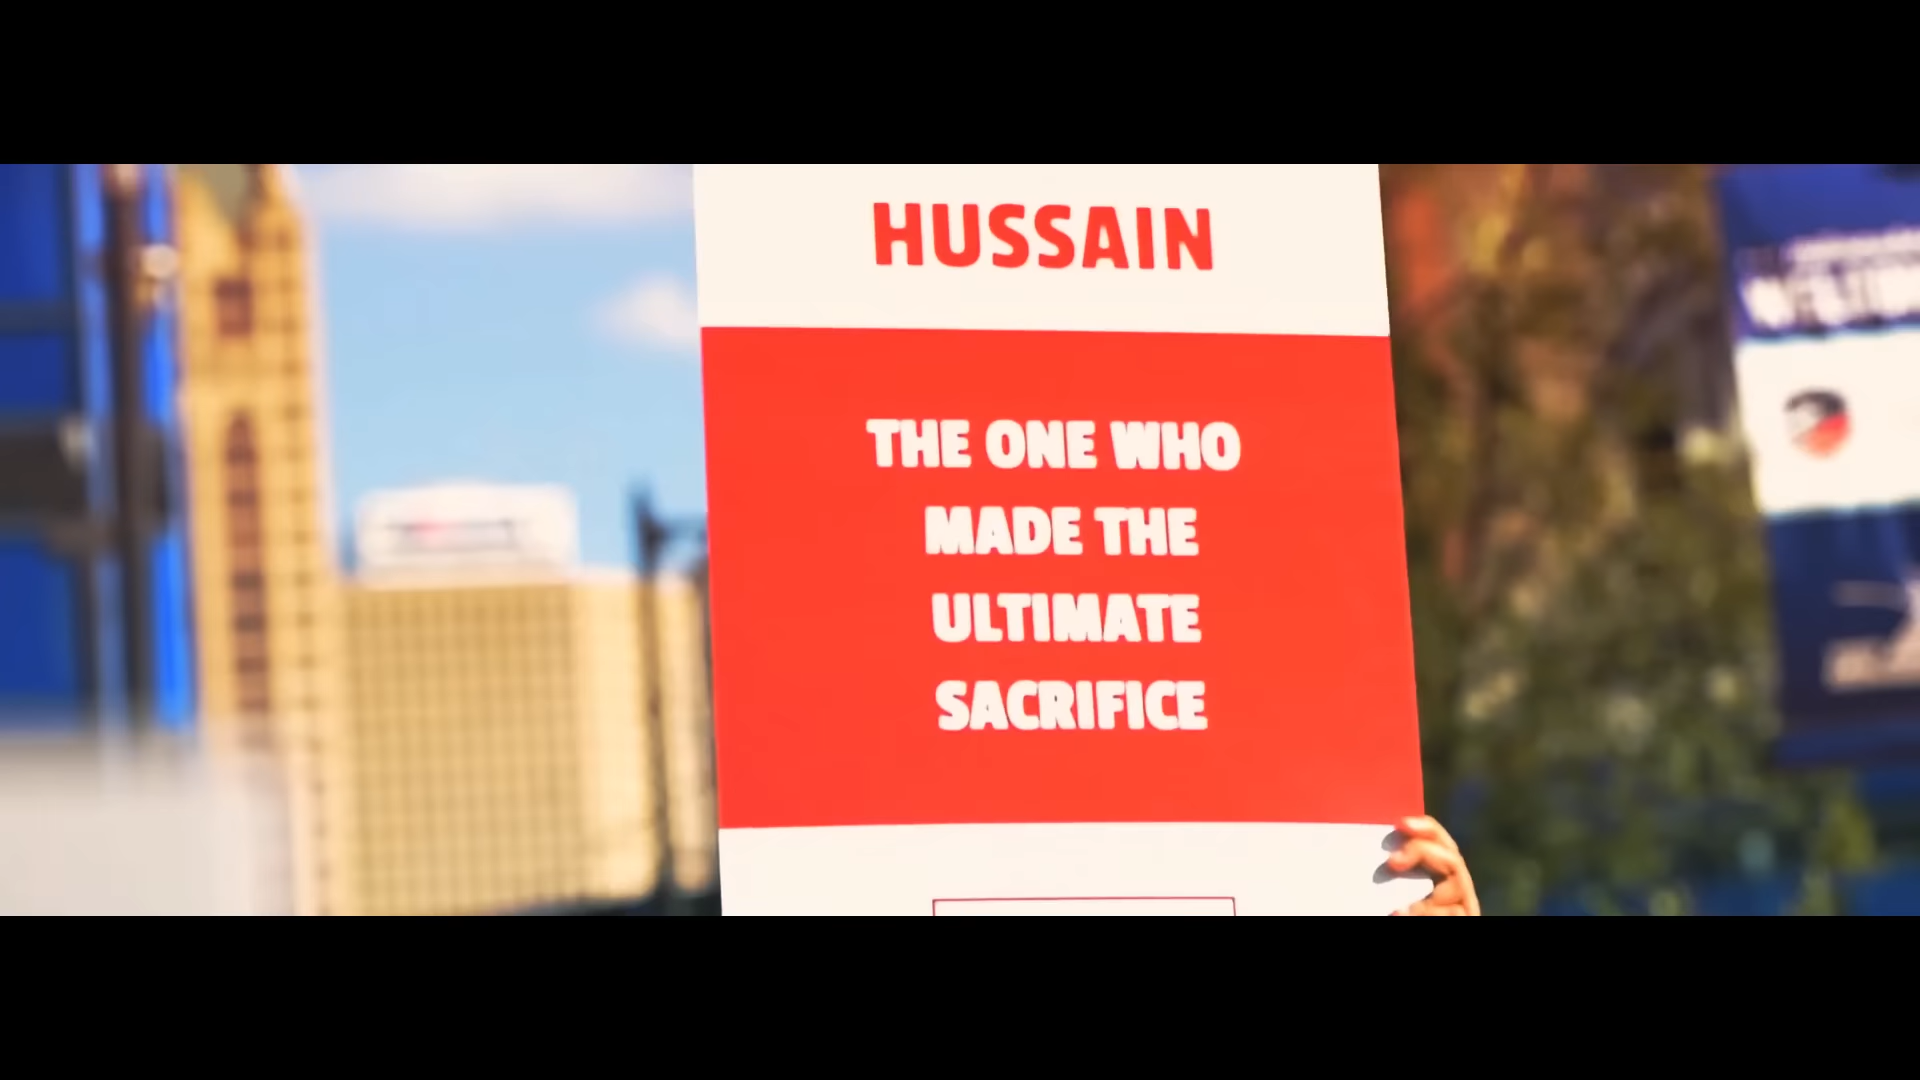 HUSSAIN
THE ONE WHO
MADE THE
ULTIMATE
SACRIFICE